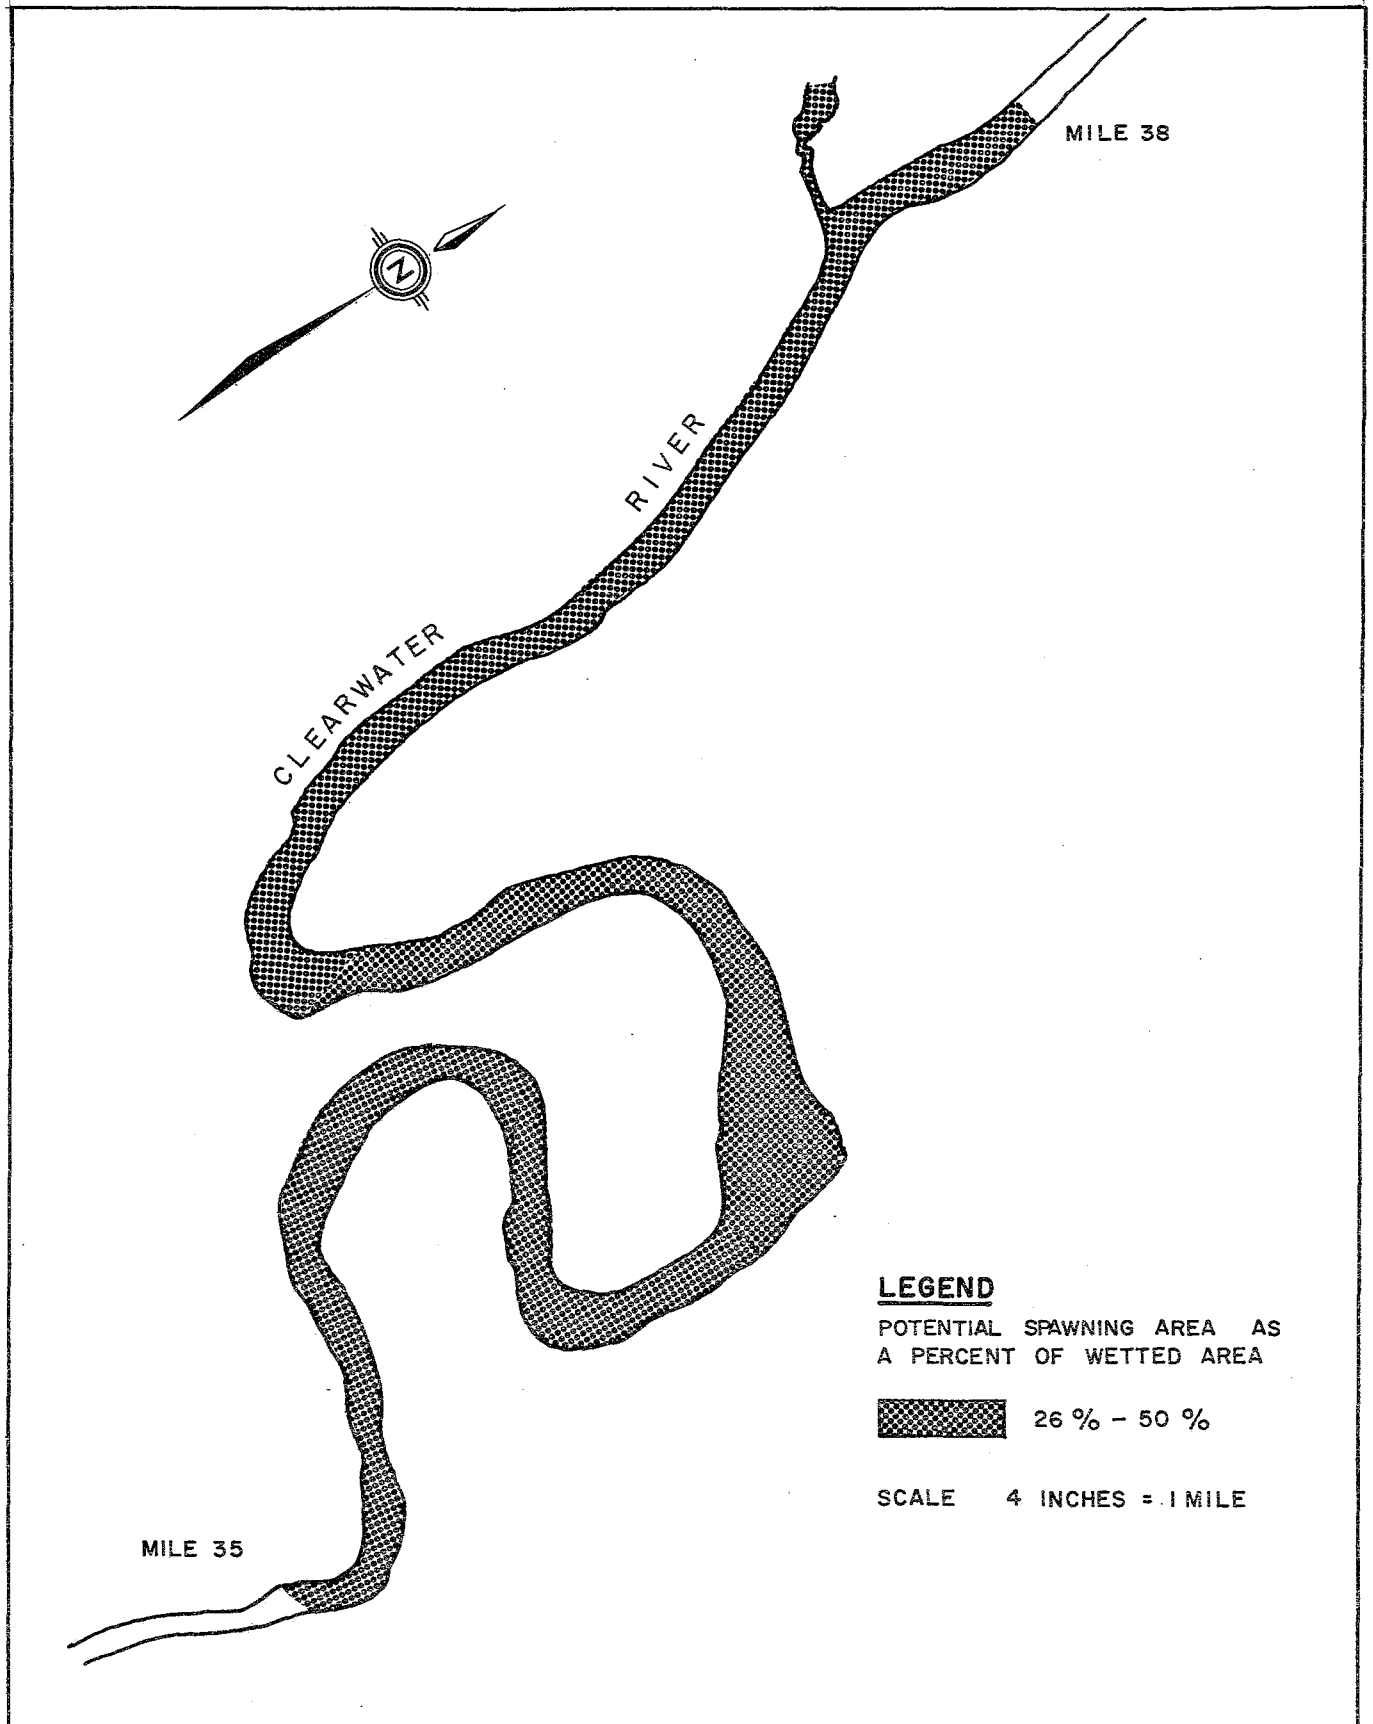 MILE 38
N
RIVER
CLEARWATER
LEGEND
POTENTIAL SPAWNING AREA AS
A PERCENT OF WETTED AREA
26 % - 50 %
SCALE 4 INCHES = 1 MILE
MILE 35